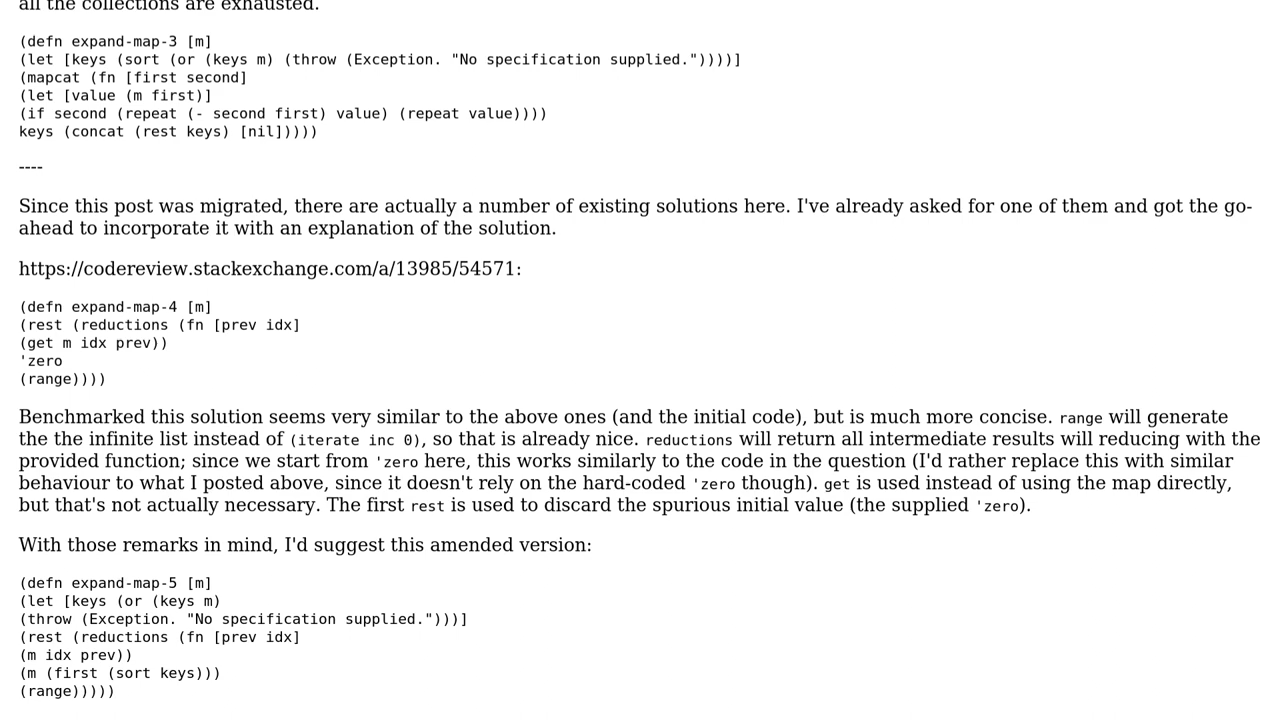 all the collections are exhausted.
(defn expand-map-3 [m]
(let [keys (sort (or (keys m) (throw (Exception. "No specification supplied."))))]
(mapcat (fn [first second]
(let [value (m first)]
(if second (repeat (- second first) value) (repeat value))))
keys (concat (rest keys) [nil]))))
----
Since this post was migrated, there are actually a number of existing solutions here. I've already asked for one of them and got the go-
ahead to incorporate it with an explanation of the solution.
https://codereview.stackexchange.com/a/13985/54571:
(defn expand-map-4 [m]
(rest (reductions (fn [prev idx]
(get m idx prev))
'zero
(range))))
Benchmarked this solution seems very similar to the above ones (and the initial code), but is much more concise. range will generate
the the infinite list instead of (iterate inc 0), so that is already nice. reductions will return all intermediate results will reducing with the
provided function; since we start from 'zero here, this works similarly to the code in the question (I'd rather replace this with similar
behaviour to what I posted above, since it doesn't rely on the hard-coded 'zero though). get is used instead of using the map directly,
but that's not actually necessary. The first rest is used to discard the spurious initial value (the supplied 'zero).
With those remarks in mind, I'd suggest this amended version:
(defn expand-map-5 [m]
(let [keys (or (keys m)
(throw (Exception. "No specification supplied.")))]
(rest (reductions (fn [prev idx]
(m idx prev))
(m (first (sort keys)))
(range)))))